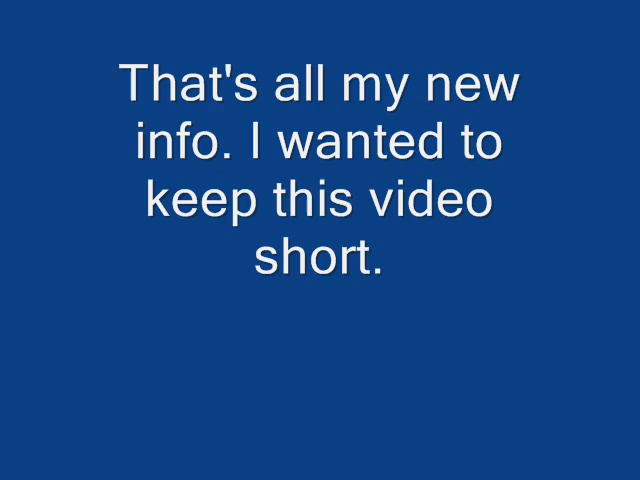 That's all my new
info. I wanted to
keep this video
short.